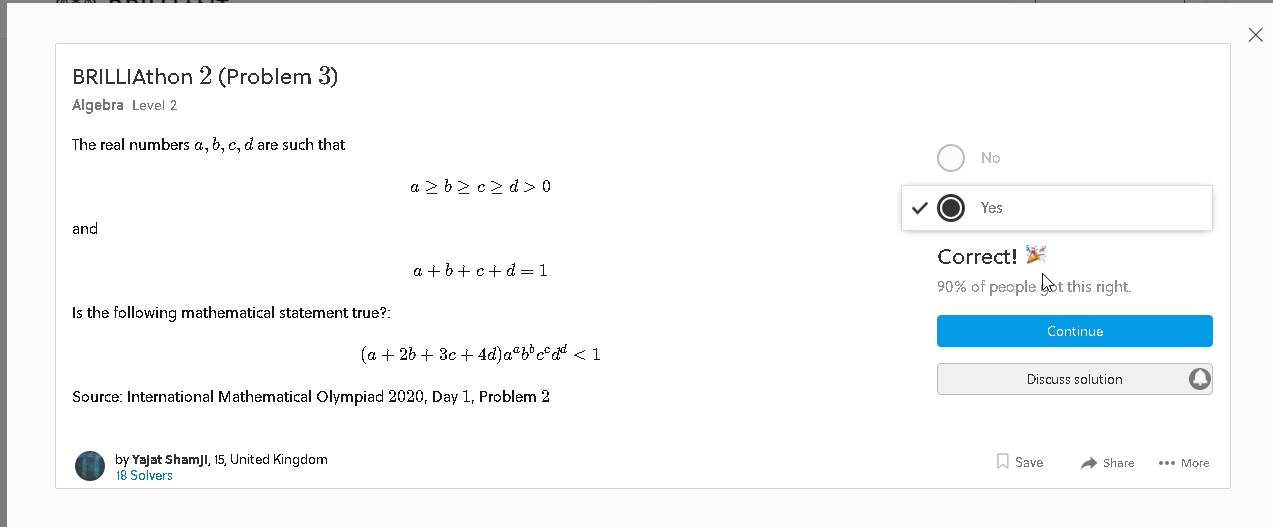 BRILLIAthon 2 (Problem 3)
Algebra Level 2
The real numbers a, b, c, d are such that
a ≥ b ≥ c ≥ d > 0
and
a + b + c + d = 1
Is the following mathematical statement true?:
(a + 2b + 3c + 4d)aᵃbᵇcᶜdᵈ < 1
Source: International Mathematical Olympiad 2020, Day 1, Problem 2
by Yajat Shamji, 15, United Kingdom
18 Solvers
No
Yes
Correct! 🎉
90% of people got this right.
Continue
Discuss solution
Save Share More